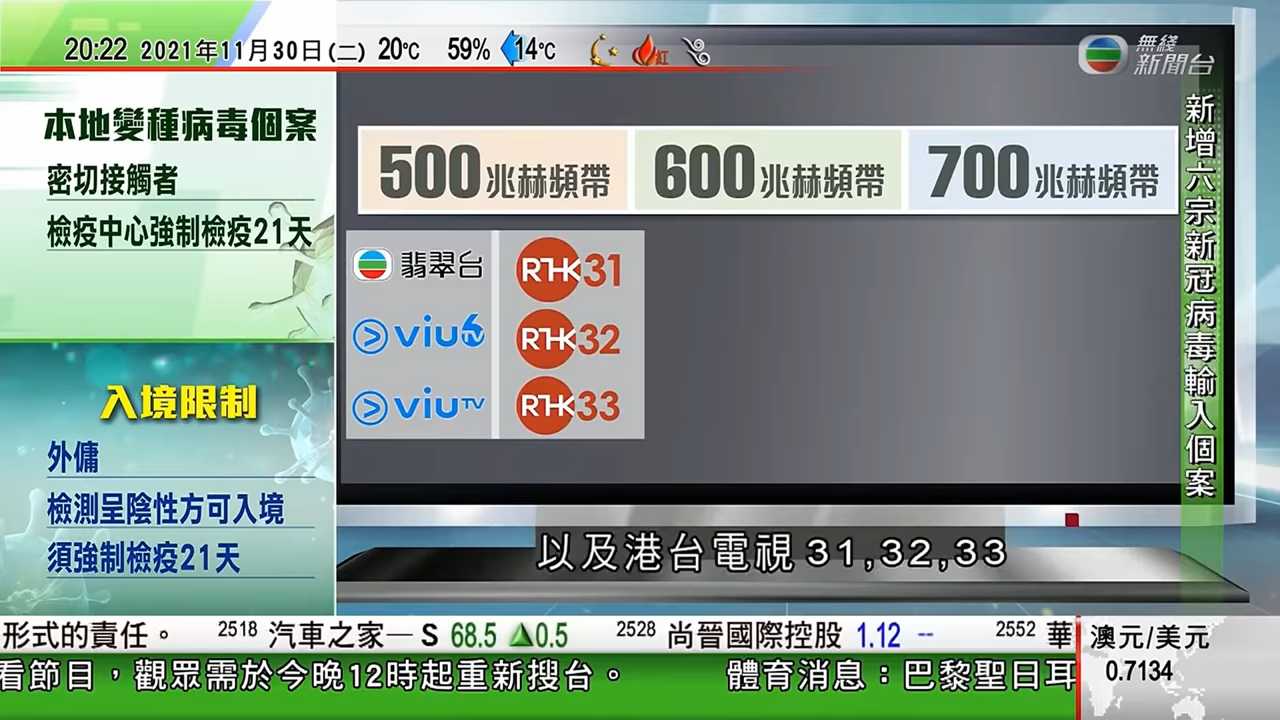 20:22 2021年11月30日(二) 20℃ 59% 14℃ 紅
無綫
新聞台
本地變種病毒個案
密切接觸者
檢疫中心強制檢疫21天
入境限制
外傭
檢測呈陰性方可入境
須強制檢疫21天
500兆赫頻帶 600兆赫頻帶 700兆赫頻帶
翡翠台 RTHK31
viu6TV RTHK32
viuTV RTHK33
新增六宗新冠病毒輸入個案
以及港台電視31,32,33
形式的責任。 2518 汽車之家－S 68.5 ▲0.5 2528 尚晉國際控股 1.12 -- 2552 華
看節目，觀眾需於今晚12時起重新搜台。 體育消息：巴黎聖日耳
澳元/美元
0.7134